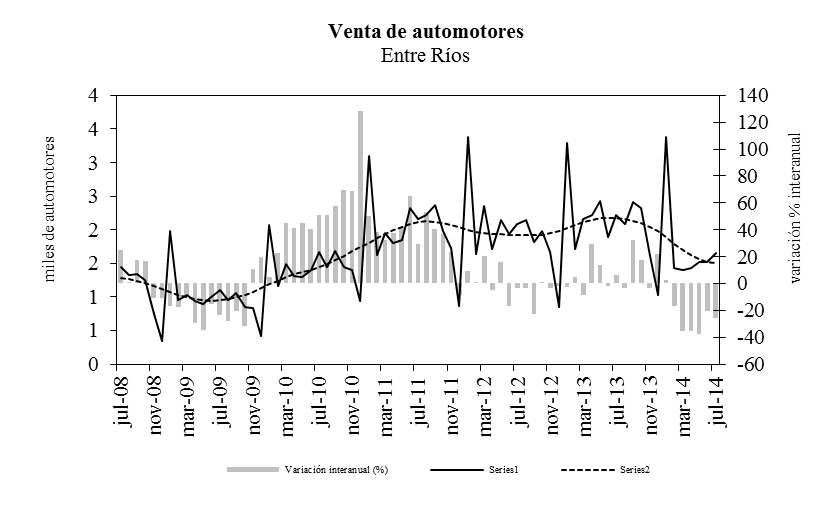 Venta de automotores
Entre Ríos
miles de automotores
4
4
3
3
2
2
1
1
0
140
120
100
80
60
40
20
0
-20
-40
-60
variación % interanual
jul-08
nov-08
mar-09
jul-09
nov-09
mar-10
jul-10
nov-10
mar-11
jul-11
nov-11
mar-12
jul-12
nov-12
mar-13
jul-13
nov-13
mar-14
jul-14
Variación interanual (%)
Series1
Series2